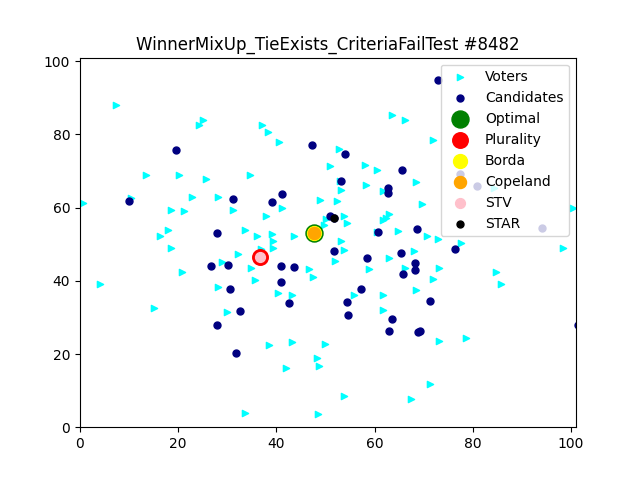 WinnerMixUp_TieExists_CriteriaFailTest #8482
100
80
60
40
20
0
0
20
40
60
80
100
Voters
Candidates
Optimal
Plurality
Borda
Copeland
STV
STAR